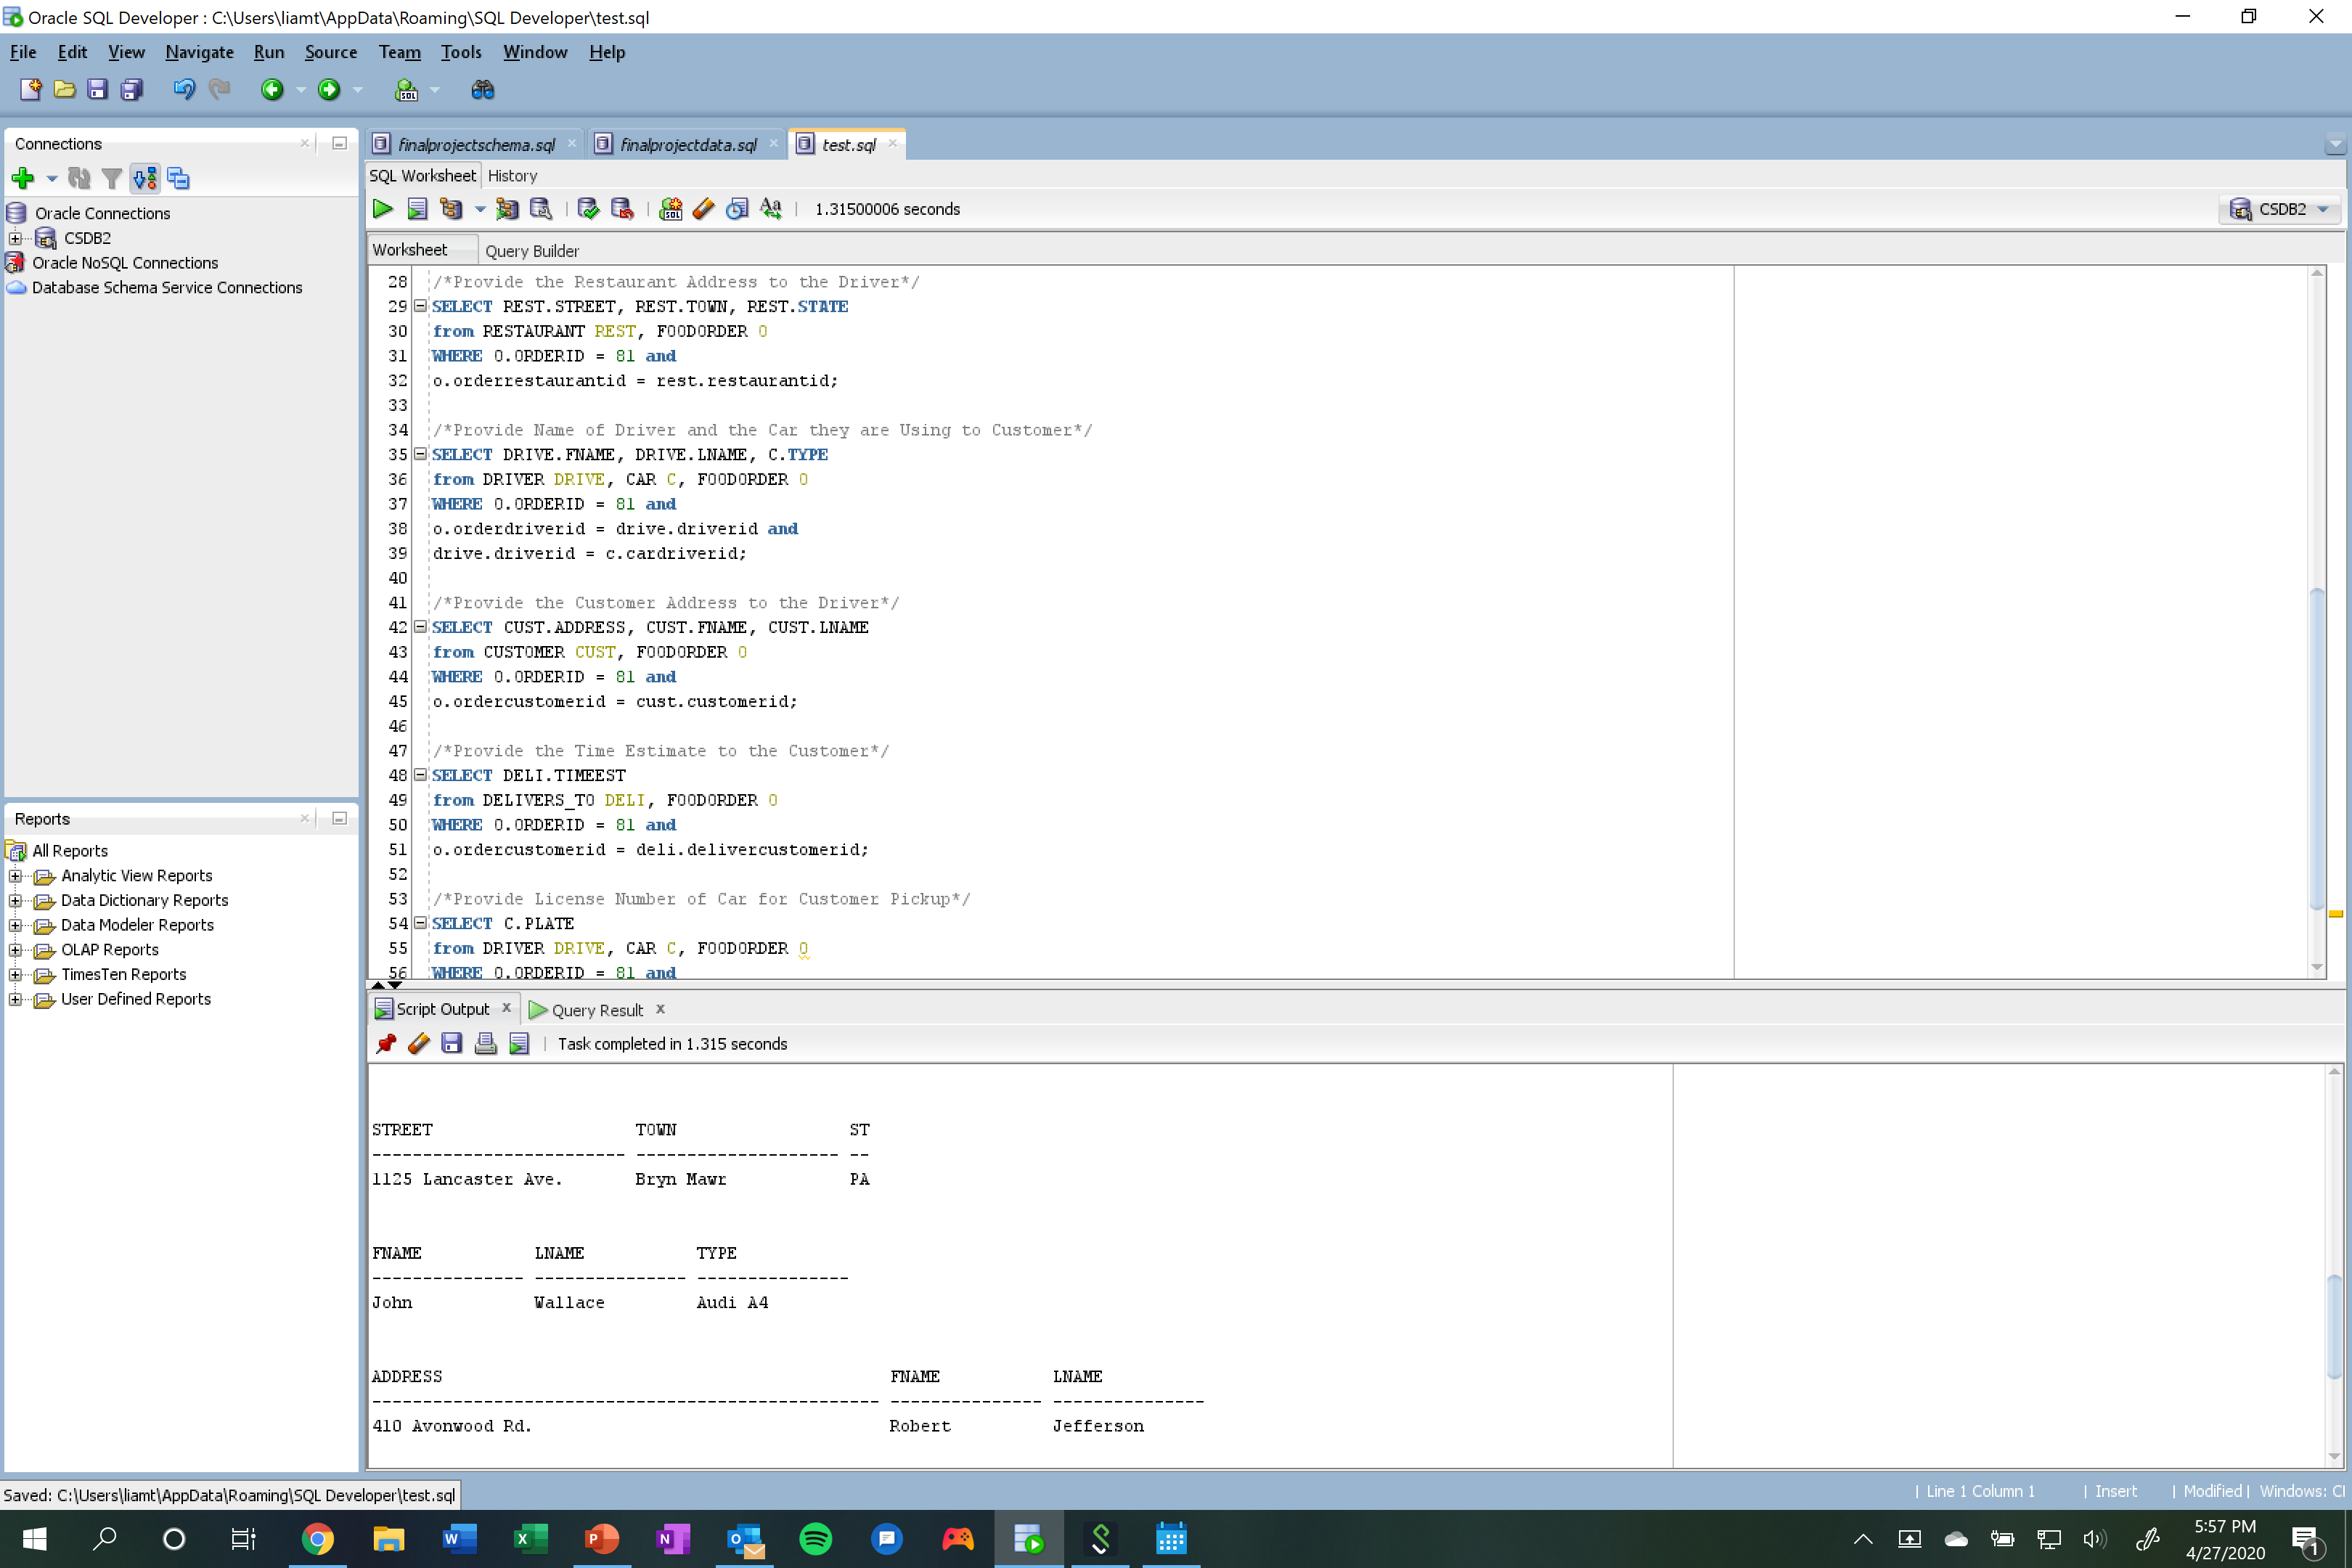 Oracle SQL Developer : C:\Users\liamt\AppData\Roaming\SQL Developer\test.sql
File Edit View Navigate Run Source Team Tools Window Help
Connections
Oracle Connections
CSDB2
Oracle NoSQL Connections
Database Schema Service Connections
Reports
All Reports
Analytic View Reports
Data Dictionary Reports
Data Modeler Reports
OLAP Reports
TimesTen Reports
User Defined Reports
finalprojectschema.sql finalprojectdata.sql test.sql
SQL Worksheet History
1.31500006 seconds
CSDB2
Worksheet Query Builder
28 /*Provide the Restaurant Address to the Driver*/
29 SELECT REST.STREET, REST.TOWN, REST.STATE
30 from RESTAURANT REST, FOODORDER O
31 WHERE O.ORDERID = 81 and
32 o.orderrestaurantid = rest.restaurantid;
33
34 /*Provide Name of Driver and the Car they are Using to Customer*/
35 SELECT DRIVE.FNAME, DRIVE.LNAME, C.TYPE
36 from DRIVER DRIVE, CAR C, FOODORDER O
37 WHERE O.ORDERID = 81 and
38 o.orderdriverid = drive.driverid and
39 drive.driverid = c.cardriverid;
40
41 /*Provide the Customer Address to the Driver*/
42 SELECT CUST.ADDRESS, CUST.FNAME, CUST.LNAME
43 from CUSTOMER CUST, FOODORDER O
44 WHERE O.ORDERID = 81 and
45 o.ordercustomerid = cust.customerid;
46
47 /*Provide the Time Estimate to the Customer*/
48 SELECT DELI.TIMEEST
49 from DELIVERS_TO DELI, FOODORDER O
50 WHERE O.ORDERID = 81 and
51 o.ordercustomerid = deli.delivercustomerid;
52
53 /*Provide License Number of Car for Customer Pickup*/
54 SELECT C.PLATE
55 from DRIVER DRIVE, CAR C, FOODORDER O
56 WHERE O.ORDERID = 81 and
Script Output Query Result
Task completed in 1.315 seconds
STREET TOWN ST
------------------------- -------------------- --
1125 Lancaster Ave. Bryn Mawr PA
FNAME LNAME TYPE
--------------- --------------- ---------------
John Wallace Audi A4
ADDRESS FNAME LNAME
-------------------------------------------------- --------------- ---------------
410 Avonwood Rd. Robert Jefferson
Saved: C:\Users\liamt\AppData\Roaming\SQL Developer\test.sql
| Line 1 Column 1 | Insert | Modified | Windows: Cl
5:57 PM
4/27/2020
1